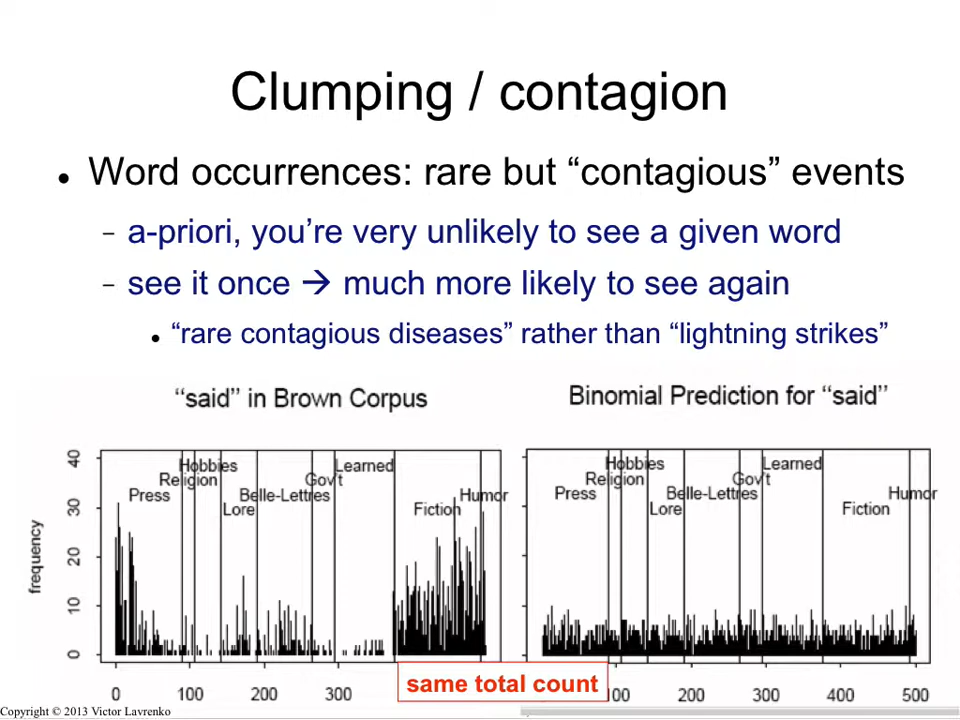 Clumping / contagion
Word occurrences: rare but “contagious” events
a-priori, you’re very unlikely to see a given word
see it once → much more likely to see again
“rare contagious diseases” rather than “lightning strikes”
“said” in Brown Corpus
Binomial Prediction for “said”
Hobbies
Learned
Religion
Gov't
Press
Belle-Lettres
Humor
Lore
Fiction
Hobbies
Learned
Religion
Gov't
Press
Belle-Lettres
Humor
Lore
Fiction
frequency
40
30
20
10
0
0 100 200 300
same total count
100 200 300 400 500
Copyright © 2013 Victor Lavrenko